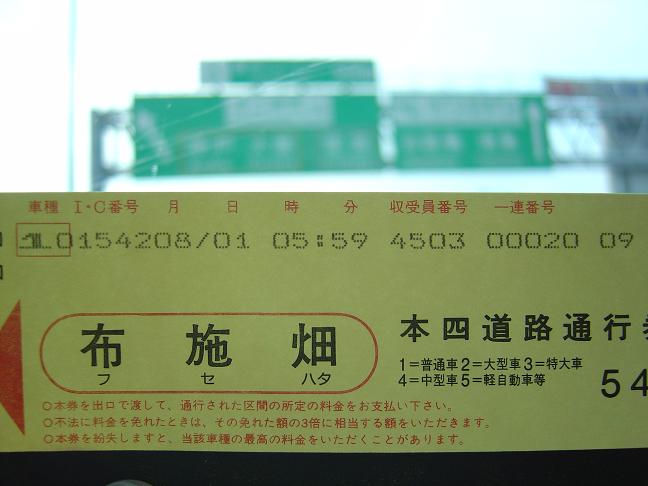 車種 I・C番号 月 日 時 分 収受員番号 一連番号
0154208/01 05:59 4503 00020 09
布施畑
フセハタ
本四道路通行
1=普通車2=大型車3=特大車
4=中型車5=軽自動車等
54
○本券を出口で渡して、通行された区間の所定の料金をお支払い下さい。
○不法に料金を免れたときは、その免れた額の3倍に相当する額をいただきます。
○本券を紛失しますと、当該車種の最高の料金をいただくことがあります。